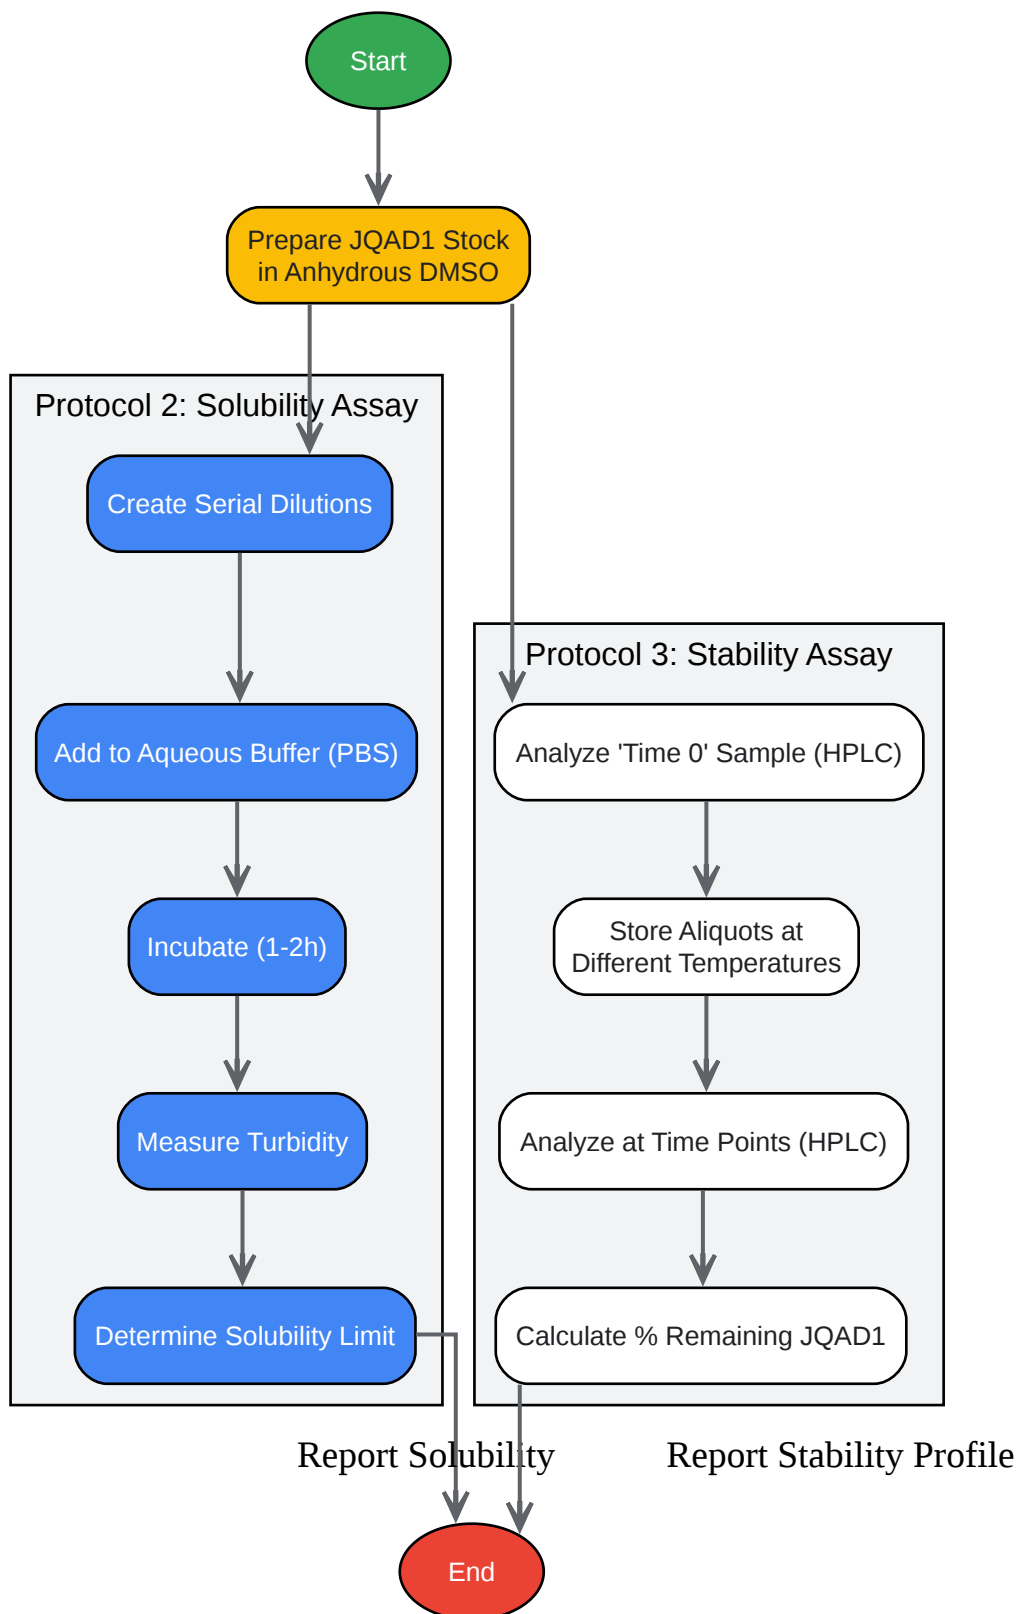 Start
Prepare JQAD1 Stock
in Anhydrous DMSO
Protocol 2: Solubility Assay
Create Serial Dilutions
Add to Aqueous Buffer (PBS)
Incubate (1-2h)
Measure Turbidity
Determine Solubility Limit
Protocol 3: Stability Assay
Analyze 'Time 0' Sample (HPLC)
Store Aliquots at
Different Temperatures
Analyze at Time Points (HPLC)
Calculate % Remaining JQAD1
Report Solubility
Report Stability Profile
End